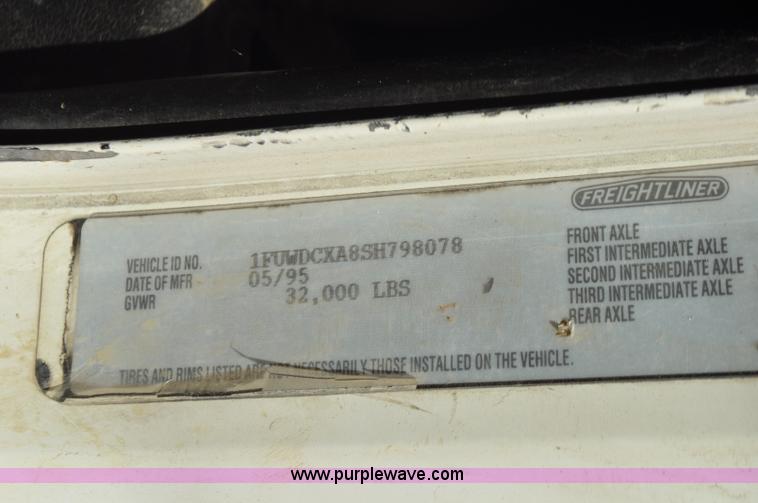 FREIGHTLINER
VEHICLE ID NO. 1FUWDCXA8SH798078
DATE OF MFR 05/95
GVWR 32,000 LBS
FRONT AXLE
FIRST INTERMEDIATE AXLE
SECOND INTERMEDIATE AXLE
THIRD INTERMEDIATE AXLE
REAR AXLE
TIRES AND RIMS LISTED ARE NOT NECESSARILY THOSE INSTALLED ON THE VEHICLE.
www.purplewave.com